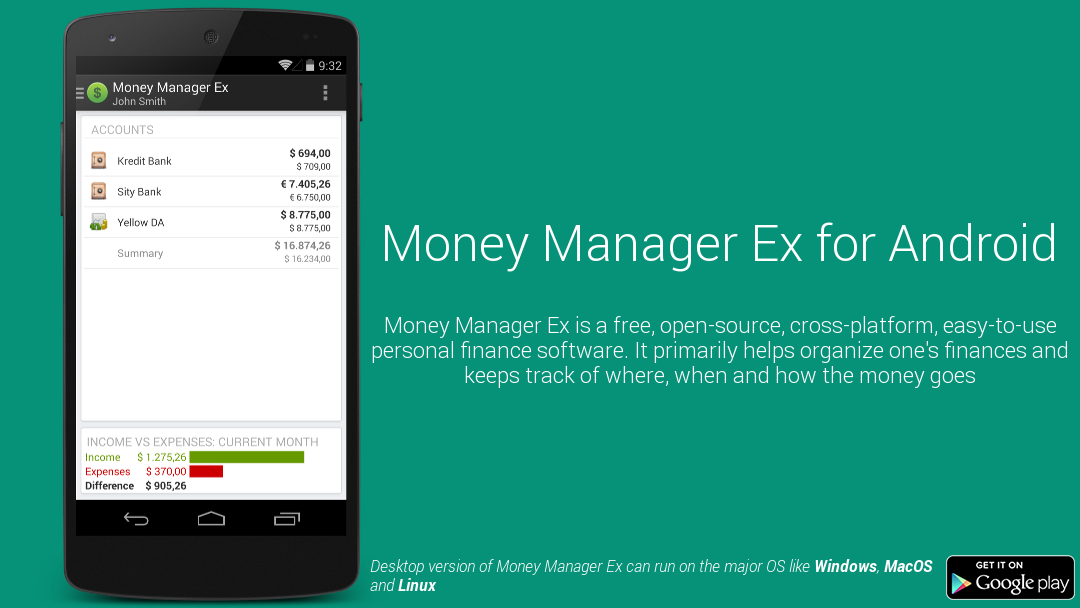 9:32
Money Manager Ex
John Smith
ACCOUNTS
Kredit Bank $ 694,00
$ 709,00
Sity Bank € 7.405,26
€ 6.750,00
Yellow DA $ 8.775,00
$ 8.775,00
Summary $ 16.874,26
$ 16.234,00
INCOME VS EXPENSES: CURRENT MONTH
Income $ 1.275,26
Expenses $ 370,00
Difference $ 905,26
Money Manager Ex for Android
Money Manager Ex is a free, open-source, cross-platform, easy-to-use
personal finance software. It primarily helps organize one's finances and
keeps track of where, when and how the money goes
Desktop version of Money Manager Ex can run on the major OS like Windows, MacOS
and Linux
GET IT ON
Google play